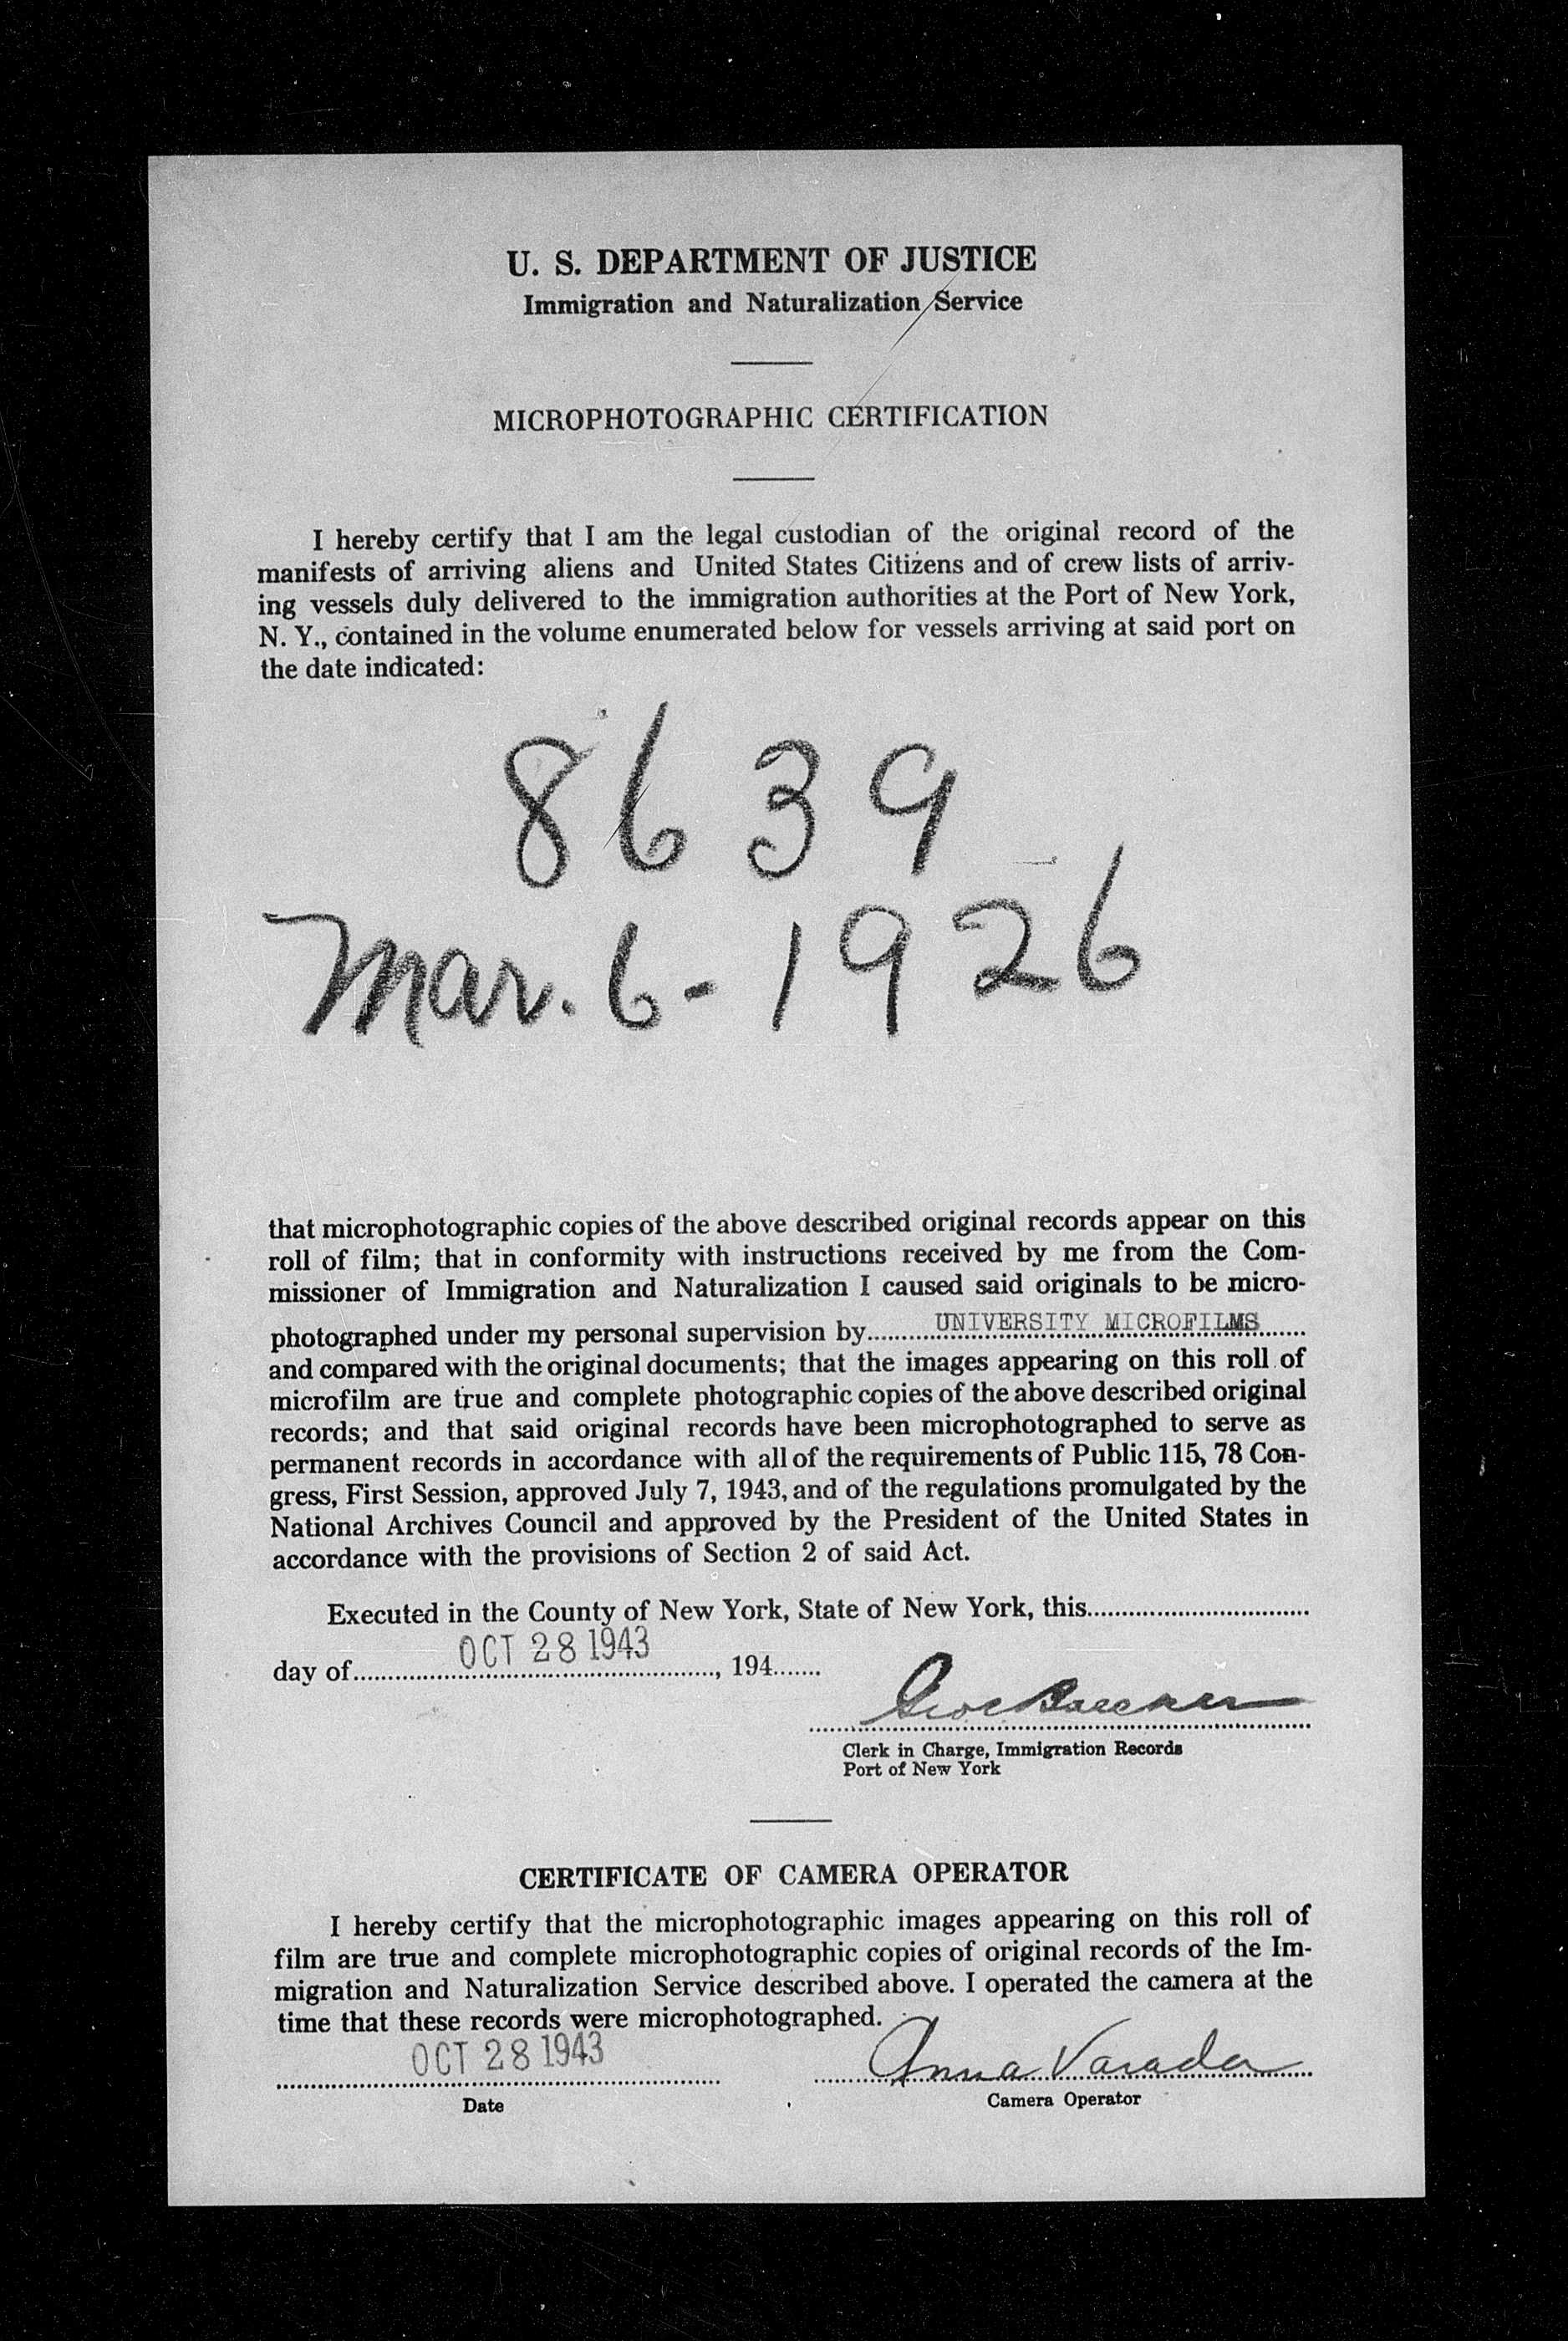 U. S. DEPARTMENT OF JUSTICE
Immigration and Naturalization Service
MICROPHOTOGRAPHIC CERTIFICATION
I hereby certify that I am the legal custodian of the original record of the
manifests of arriving aliens and United States Citizens and of crew lists of arriv-
ing vessels duly delivered to the immigration authorities at the Port of New York,
N. Y., contained in the volume enumerated below for vessels arriving at said port on
the date indicated:
8639
Mar. 6 - 1926
that microphotographic copies of the above described original records appear on this
roll of film; that in conformity with instructions received by me from the Com-
missioner of Immigration and Naturalization I caused said originals to be micro-
photographed under my personal supervision by UNIVERSITY MICROFILMS
and compared with the original documents; that the images appearing on this roll of
microfilm are true and complete photographic copies of the above described original
records; and that said original records have been microphotographed to serve as
permanent records in accordance with all of the requirements of Public 115, 78 Con-
gress, First Session, approved July 7, 1943, and of the regulations promulgated by the
National Archives Council and approved by the President of the United States in
accordance with the provisions of Section 2 of said Act.
Executed in the County of New York, State of New York, this
day of OCT 28 1943, 194
Clerk in Charge, Immigration Records
Port of New York
CERTIFICATE OF CAMERA OPERATOR
I hereby certify that the microphotographic images appearing on this roll of
film are true and complete microphotographic copies of original records of the Im-
migration and Naturalization Service described above. I operated the camera at the
time that these records were microphotographed.
OCT 28 1943 Anna Varada
Date Camera Operator